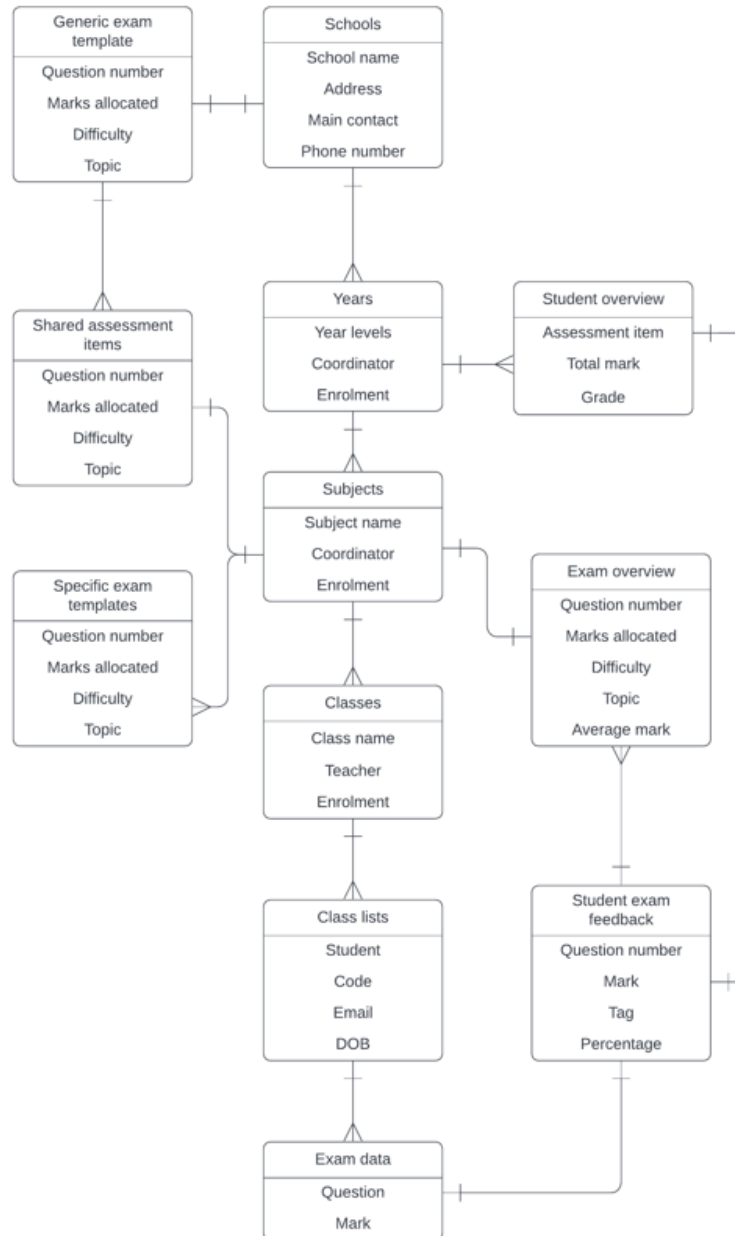 Generic exam
template
Question number
Marks allocated
Difficulty
Topic
Schools
School name
Address
Main contact
Phone number
Shared assessment
items
Question number
Marks allocated
Difficulty
Topic
Years
Year levels
Coordinator
Enrolment
Student overview
Assessment item
Total mark
Grade
Subjects
Subject name
Coordinator
Enrolment
Specific exam
templates
Question number
Marks allocated
Difficulty
Topic
Exam overview
Question number
Marks allocated
Difficulty
Topic
Average mark
Classes
Class name
Teacher
Enrolment
Class lists
Student
Code
Email
DOB
Student exam
feedback
Question number
Mark
Tag
Percentage
Exam data
Question
Mark